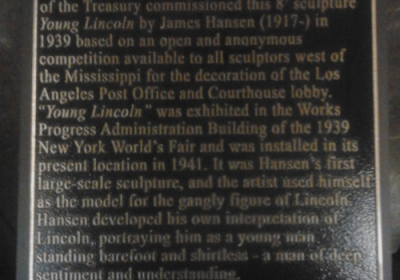 of the Treasury commissioned this 8' sculpture
Young Lincoln by James Hansen (1917-) in
1939 based on an open and anonymous
competition available to all sculptors west of
the Mississippi for the decoration of the Los
Angeles Post Office and Courthouse lobby.
"Young Lincoln" was exhibited in the Works
Progress Administration Building of the 1939
New York World's Fair and was installed in its
present location in 1941. It was Hansen's first
large-scale sculpture, and the artist used himself
as the model for the gangly figure of Lincoln.
Hansen developed his own interpretation of
Lincoln, portraying him as a young man
standing barefoot and shirtless - a man of deep
sentiment and understanding.